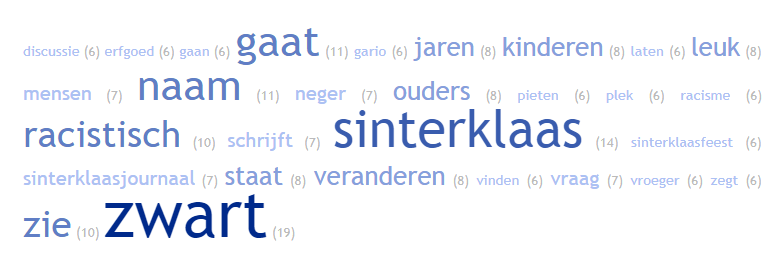 discussie (6) erfgoed (6) gaan (6) gaat (11) gario (6) jaren (8) kinderen (8) laten (6) leuk (8)
mensen (7) naam (11) neger (7) ouders (8) pieten (6) plek (6) racisme (6)
racistisch (10) schrijft (7) sinterklaas (14) sinterklaasfeest (6)
sinterklaasjournaal (7) staat (8) veranderen (8) vinden (6) vraag (7) vroeger (6) zegt (6)
zie (10) zwart (19)